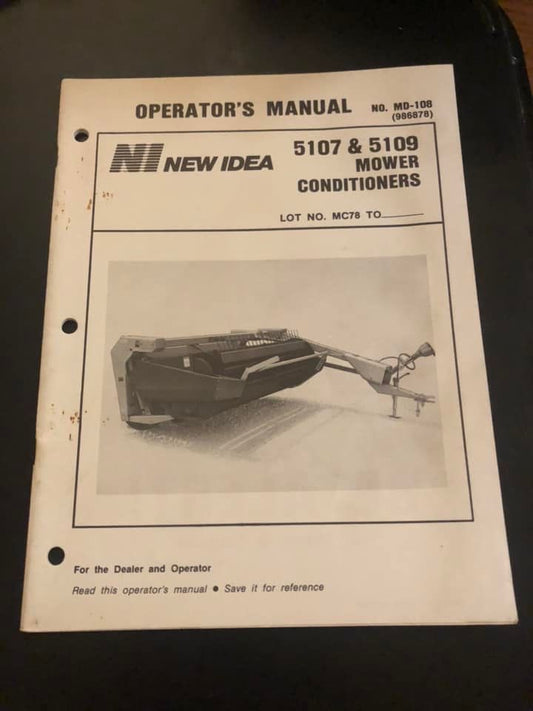 OPERATOR'S MANUAL NO. MD-108
(986878)
NI NEW IDEA
5107 & 5109
MOWER
CONDITIONERS
LOT NO. MC78 TO
For the Dealer and Operator
Read this operator's manual • Save it for reference